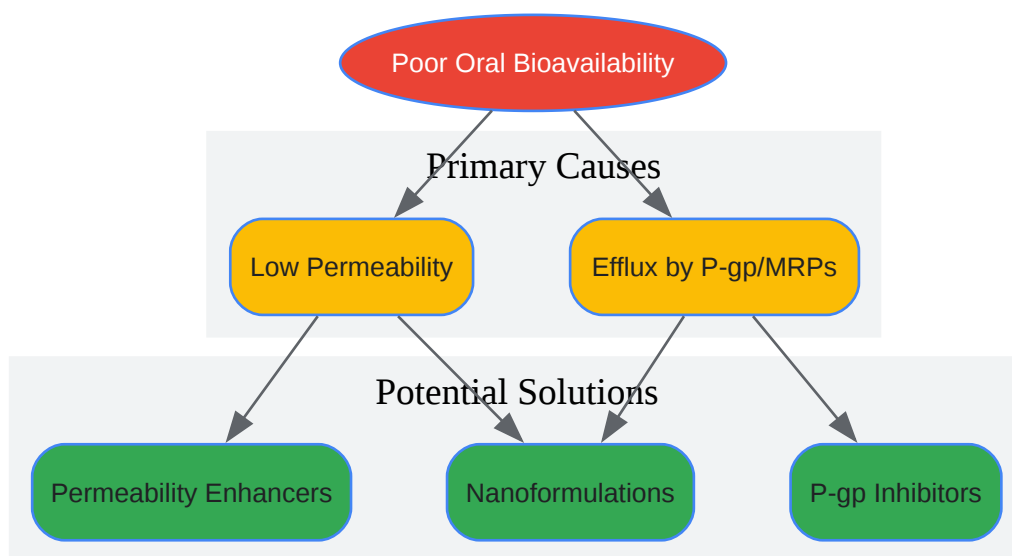 Poor Oral Bioavailability
Primary Causes
Low Permeability
Efflux by P-gp/MRPs
Potential Solutions
Permeability Enhancers
Nanoformulations
P-gp Inhibitors